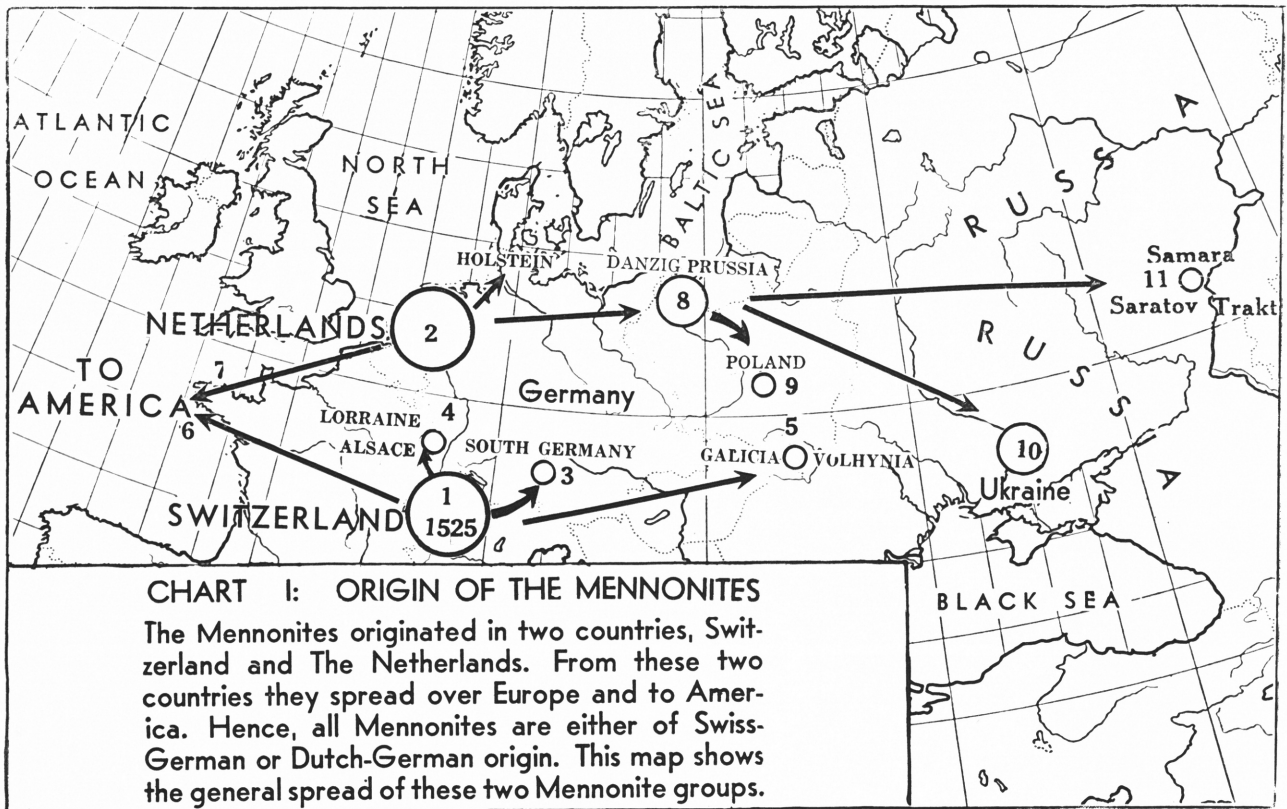 ATLANTIC
OCEAN
NORTH
SEA
BALTIC SEA
RUSSIA
RUSSA
HOLSTEIN
DANZIG PRUSSIA
8
Samara
11
Saratov Trakt
NETHERLANDS
2
TO
AMERICA
7
6
Germany
POLAND
9
LORRAINE
4
ALSACE
SOUTH GERMANY
3
5
GALICIA VOLHYNIA
10
Ukraine
SWITZERLAND
1
1525
BLACK SEA
CHART I: ORIGIN OF THE MENNONITES
The Mennonites originated in two countries, Swit-
zerland and The Netherlands. From these two
countries they spread over Europe and to Amer-
ica. Hence, all Mennonites are either of Swiss-
German or Dutch-German origin. This map shows
the general spread of these two Mennonite groups.